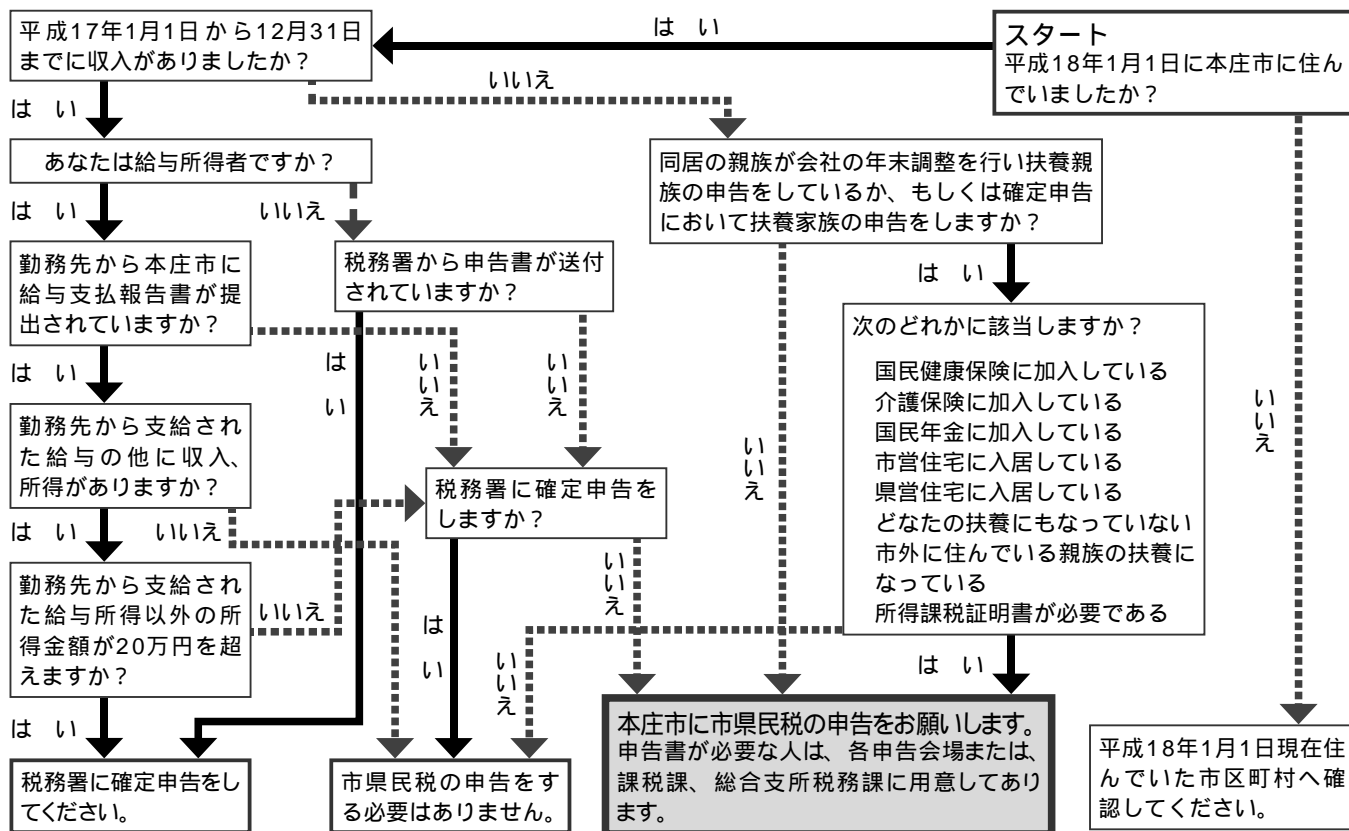 スタート
平成18年1月1日に本庄市に住ん
でいましたか？
はい
いいえ
平成17年1月1日から12月31日
までに収入がありましたか？
はい
いいえ
あなたは給与所得者ですか？
はい
いいえ
同居の親族が会社の年末調整を行い扶養親
族の申告をしているか、もしくは確定申告
において扶養家族の申告をしますか？
はい
いいえ
勤務先から本庄市に
給与支払報告書が提
出されていますか？
はい
いいえ
税務署から申告書が送付
されていますか？
はい
いいえ
次のどれかに該当しますか？
国民健康保険に加入している
介護保険に加入している
国民年金に加入している
市営住宅に入居している
県営住宅に入居している
どなたの扶養にもなっていない
市外に住んでいる親族の扶養に
なっている
所得課税証明書が必要である
はい
いいえ
勤務先から支給され
た給与の他に収入、
所得がありますか？
はい
いいえ
税務署に確定申告を
しますか？
はい
いいえ
勤務先から支給され
た給与所得以外の所
得金額が20万円を超
えますか？
はい
いいえ
税務署に確定申告をし
てください。
市県民税の申告をす
る必要はありません。
本庄市に市県民税の申告をお願いします。
申告書が必要な人は、各申告会場または、
課税課、総合支所税務課に用意してあり
ます。
平成18年1月1日現在住
んでいた市区町村へ確
認してください。